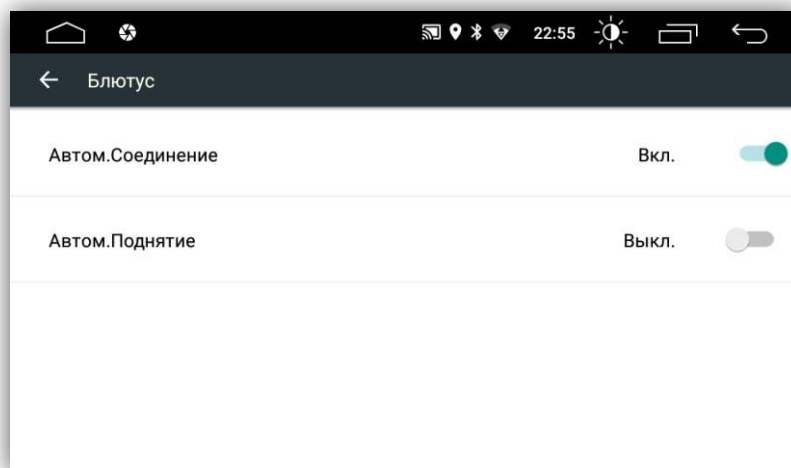 22:55
Блютус
Автом.Соединение Вкл.
Автом.Поднятие Выкл.